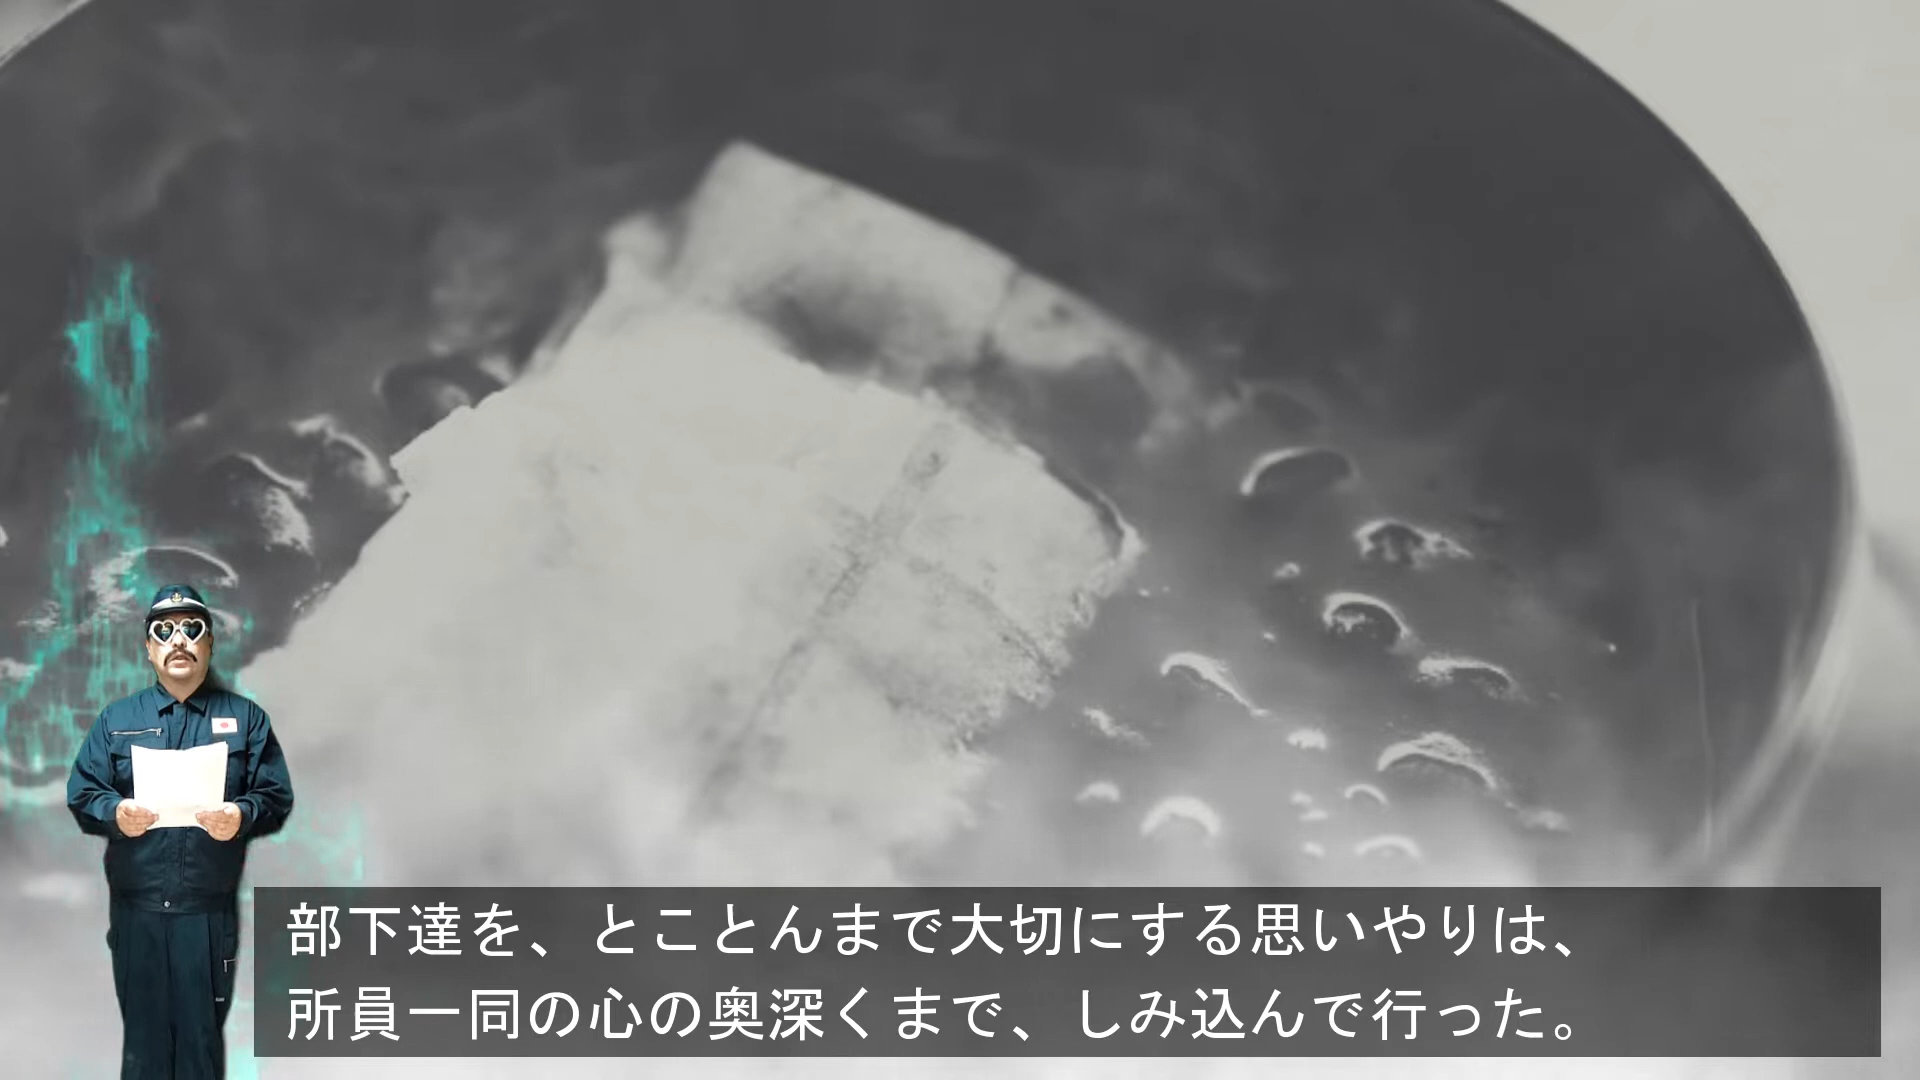 部下達を、とことんまで大切にする思いやりは、
所員一同の心の奥深くまで、しみ込んで行った。